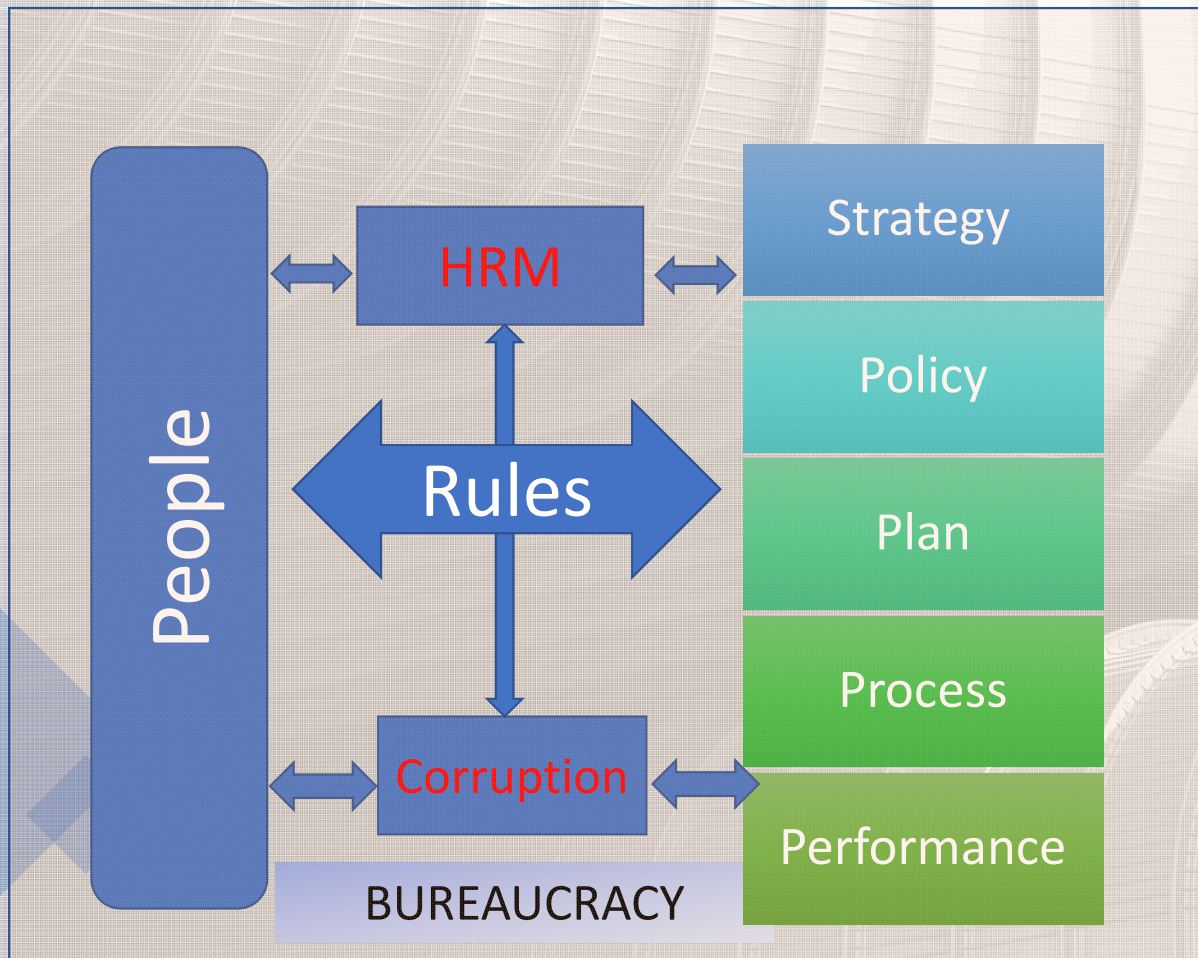 People
HRM
Rules
Corruption
BUREAUCRACY
Strategy
Policy
Plan
Process
Performance